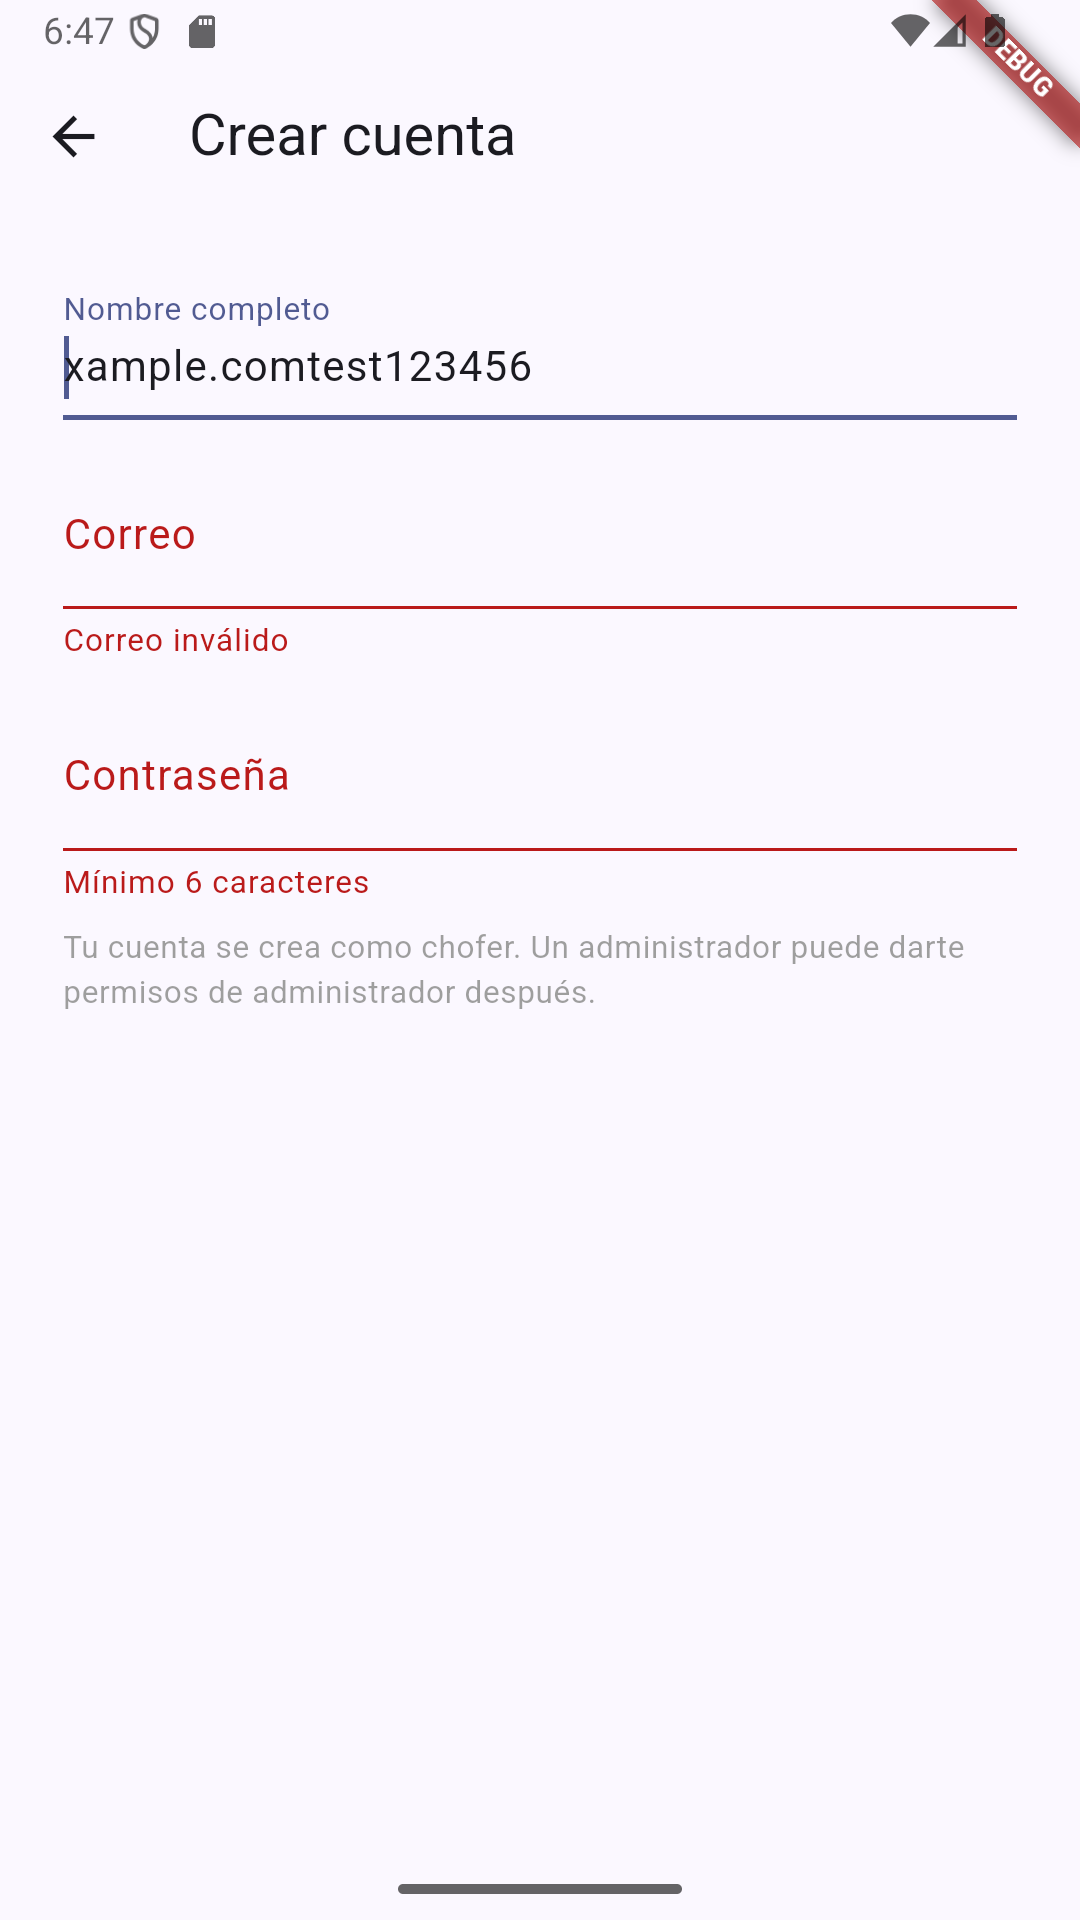 6:47
DEBUG
Crear cuenta
Nombre completo
xample.comtest123456
Correo
Correo inválido
Contraseña
Mínimo 6 caracteres
Tu cuenta se crea como chofer. Un administrador puede darte
permisos de administrador después.